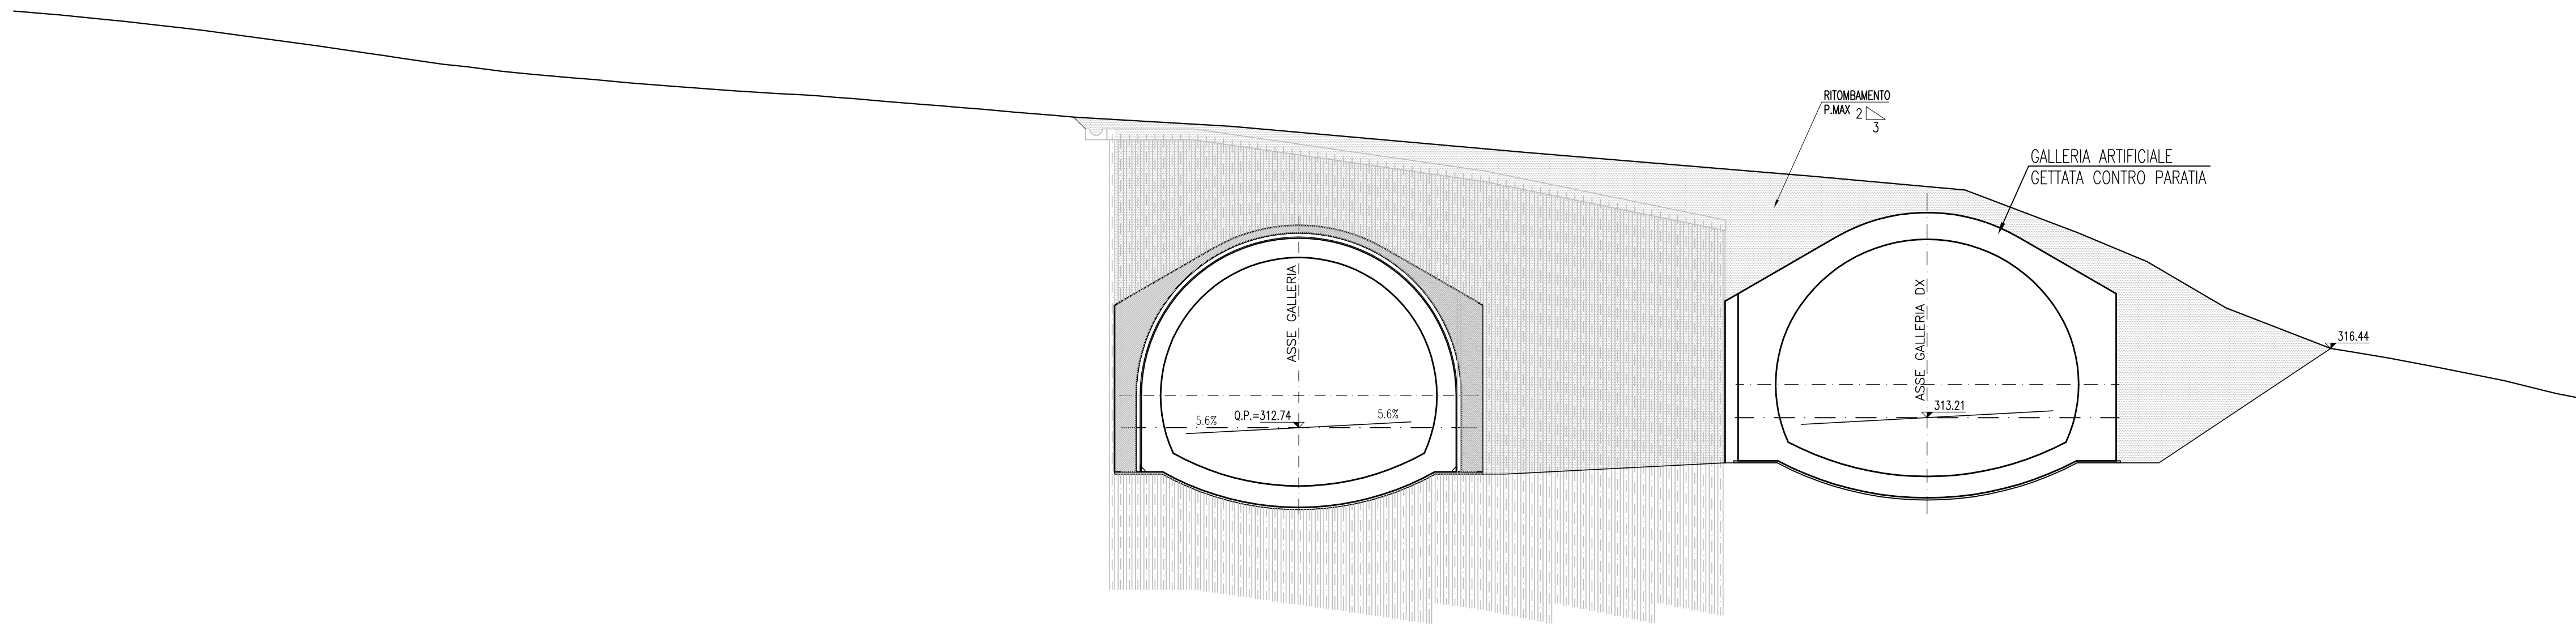 RITOMBAMENTO
P.MAX 2
3
GALLERIA ARTIFICIALE
GETTATA CONTRO PARATIA
ASSE GALLERIA
ASSE GALLERIA DX
316.44
5.6%
Q.P.=312.74
5.6%
313.21